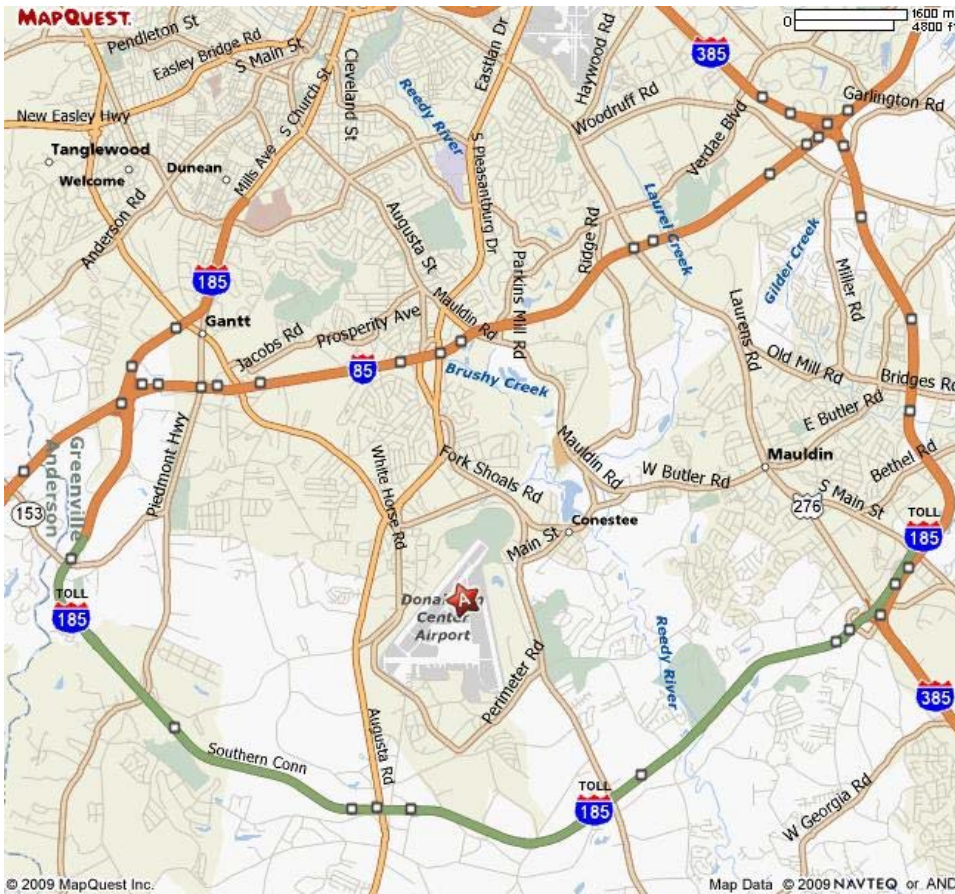 MAPQUEST.
1600 m
0
4800 ft
Pendleton St
Easley Bridge Rd
S Main St
Cleveland St
Eastlan Dr
Haywood Rd
385
Garlington Rd
New Easley Hwy
S Church St
Reedy River
Woodruff Rd
Verdae Blvd
Tanglewood
Welcome
Dunean
Mills Ave
S Pleasantburg Dr
Laurel Creek
Anderson Rd
Augusta St
Parkins Mill Rd
Ridge Rd
Gilder Creek
Miller Rd
185
Gantt
Jacobs Rd
Prosperity Ave
Mauldin Rd
Laurens Rd
Old Mill Rd
Bridges Rd
85
Brushy Creek
E Butler Rd
Greenville
Anderson
Piedmont Hwy
White Horse Rd
Fork Shoals Rd
Mauldin Rd
W Butler Rd
Mauldin
Bethel Rd
S Main St
276
153
Main St
Conestee
TOLL
185
TOLL
185
A
Center
Airport
Perimeter Rd
Reedy River
385
Southern Conn
Augusta Rd
TOLL
185
W Georgia Rd
© 2009 MapQuest Inc.
Map Data © 2009 NAVTEQ or AND